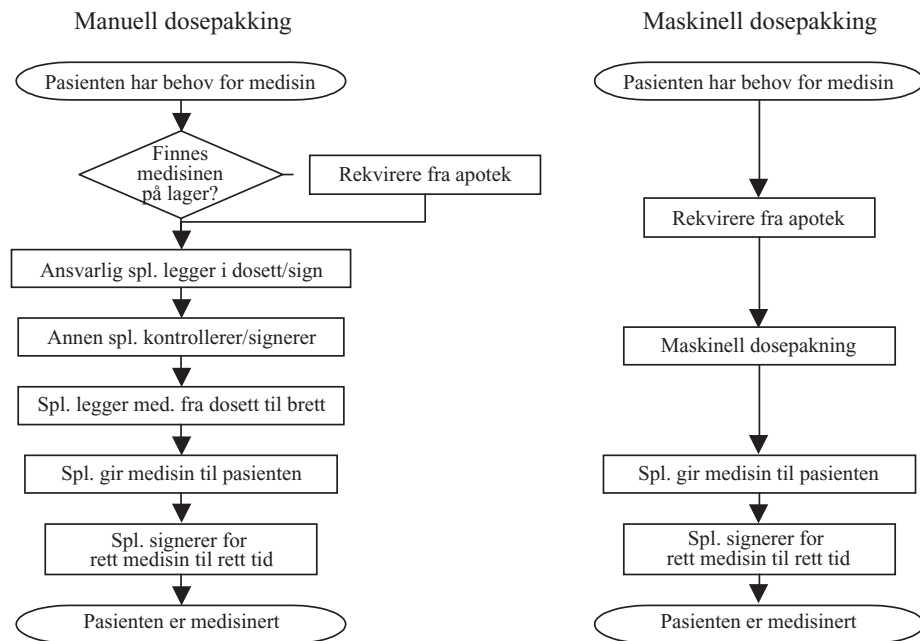 Manuell dosepakking
Pasienten har behov for medisin
Finnes
medisinen
på lager?
Rekvirere fra apotek
Ansvarlig spl. legger i dosett/sign
Annen spl. kontrollerer/signerer
Spl. legger med. fra dosett til brett
Spl. gir medisin til pasienten
Spl. signerer for
rett medisin til rett tid
Pasienten er medisinert
Maskinell dosepakking
Pasienten har behov for medisin
Rekvirere fra apotek
Maskinell dosepakning
Spl. gir medisin til pasienten
Spl. signerer for
rett medisin til rett tid
Pasienten er medisinert